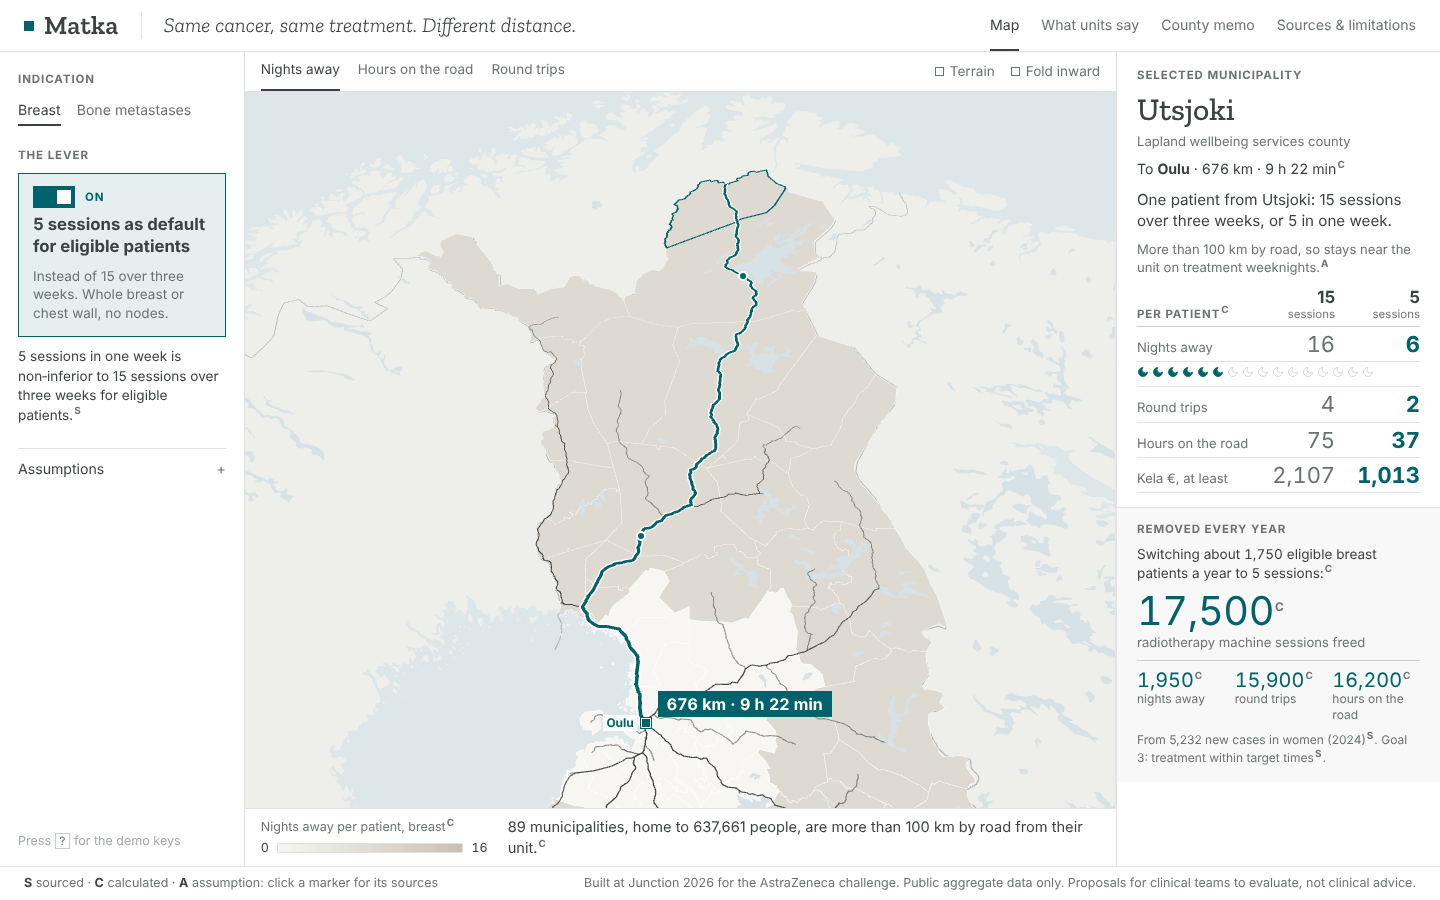 Matka
Same cancer, same treatment. Different distance.
Map
What units say
County memo
Sources & limitations
INDICATION
Breast
Bone metastases
THE LEVER
ON
5 sessions as default
for eligible patients
Instead of 15 over three
weeks. Whole breast or
chest wall, no nodes.
5 sessions in one week is
non-inferior to 15 sessions over
three weeks for eligible
patients.S
Assumptions +
Press ? for the demo keys
Nights away
Hours on the road
Round trips
Terrain
Fold inward
676 km · 9 h 22 min
Oulu
Nights away per patient, breastC
0 16
89 municipalities, home to 637,661 people, are more than 100 km by road from their
unit.C
SELECTED MUNICIPALITY
Utsjoki
Lapland wellbeing services county
To Oulu · 676 km · 9 h 22 minC
One patient from Utsjoki: 15 sessions
over three weeks, or 5 in one week.
More than 100 km by road, so stays near the
unit on treatment weeknights.A
15 5
PER PATIENTC sessions sessions
Nights away 16 6
Round trips 4 2
Hours on the road 75 37
Kela €, at least 2,107 1,013
REMOVED EVERY YEAR
Switching about 1,750 eligible breast
patients a year to 5 sessions:C
17,500C
radiotherapy machine sessions freed
1,950C 15,900C 16,200C
nights away round trips hours on the
road
From 5,232 new cases in women (2024)S. Goal
3: treatment within target timesS.
S sourced · C calculated · A assumption: click a marker for its sources
Built at Junction 2026 for the AstraZeneca challenge. Public aggregate data only. Proposals for clinical teams to evaluate, not clinical advice.